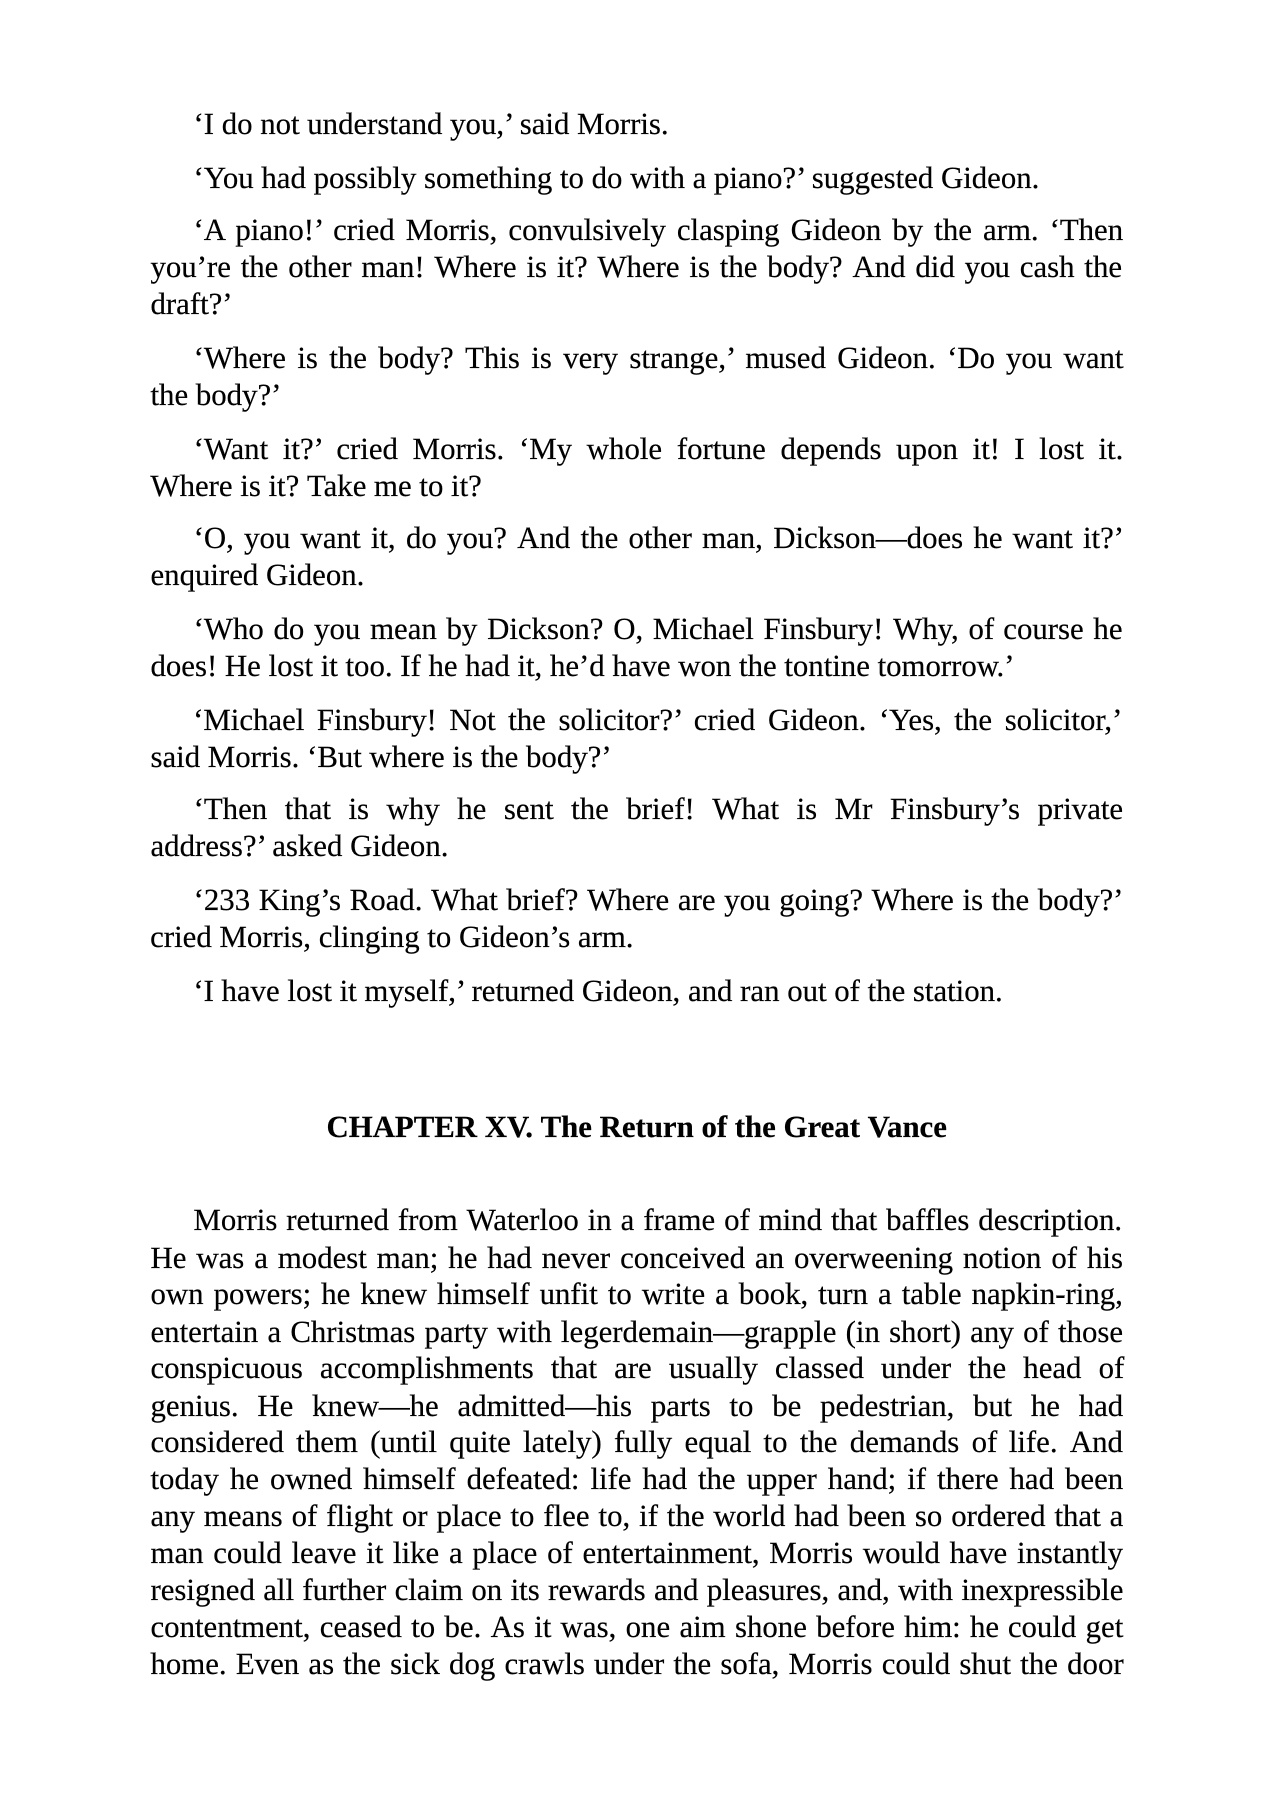 ‘I do not understand you,’ said Morris.
‘You had possibly something to do with a piano?’ suggested Gideon.
‘A piano!’ cried Morris, convulsively clasping Gideon by the arm. ‘Then
you’re the other man! Where is it? Where is the body? And did you cash the
draft?’
‘Where is the body? This is very strange,’ mused Gideon. ‘Do you want
the body?’
‘Want it?’ cried Morris. ‘My whole fortune depends upon it! I lost it.
Where is it? Take me to it?
‘O, you want it, do you? And the other man, Dickson—does he want it?’
enquired Gideon.
‘Who do you mean by Dickson? O, Michael Finsbury! Why, of course he
does! He lost it too. If he had it, he’d have won the tontine tomorrow.’
‘Michael Finsbury! Not the solicitor?’ cried Gideon. ‘Yes, the solicitor,’
said Morris. ‘But where is the body?’
‘Then that is why he sent the brief! What is Mr Finsbury’s private
address?’ asked Gideon.
‘233 King’s Road. What brief? Where are you going? Where is the body?’
cried Morris, clinging to Gideon’s arm.
‘I have lost it myself,’ returned Gideon, and ran out of the station.
CHAPTER XV. The Return of the Great Vance
Morris returned from Waterloo in a frame of mind that baffles description.
He was a modest man; he had never conceived an overweening notion of his
own powers; he knew himself unfit to write a book, turn a table napkin-ring,
entertain a Christmas party with legerdemain—grapple (in short) any of those
conspicuous accomplishments that are usually classed under the head of
genius. He knew—he admitted—his parts to be pedestrian, but he had
considered them (until quite lately) fully equal to the demands of life. And
today he owned himself defeated: life had the upper hand; if there had been
any means of flight or place to flee to, if the world had been so ordered that a
man could leave it like a place of entertainment, Morris would have instantly
resigned all further claim on its rewards and pleasures, and, with inexpressible
contentment, ceased to be. As it was, one aim shone before him: he could get
home. Even as the sick dog crawls under the sofa, Morris could shut the door